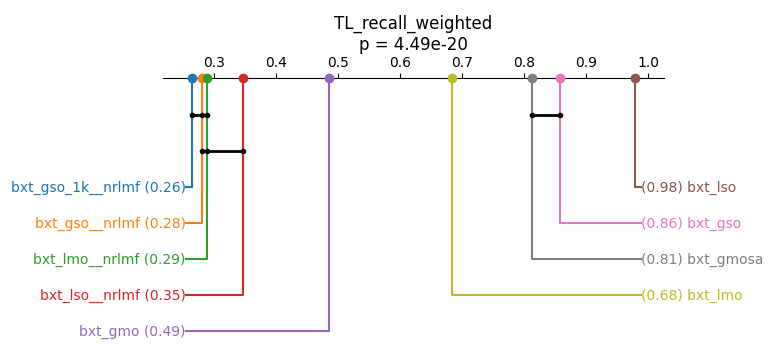 TL_recall_weighted
p = 4.49e-20
0.3 0.4 0.5 0.6 0.7 0.8 0.9 1.0
bxt_gso_1k__nrlmf (0.26) (0.98) bxt_lso
bxt_gso__nrlmf (0.28) (0.86) bxt_gso
bxt_lmo__nrlmf (0.29) (0.81) bxt_gmosa
bxt_lso__nrlmf (0.35) (0.68) bxt_lmo
bxt_gmo (0.49)